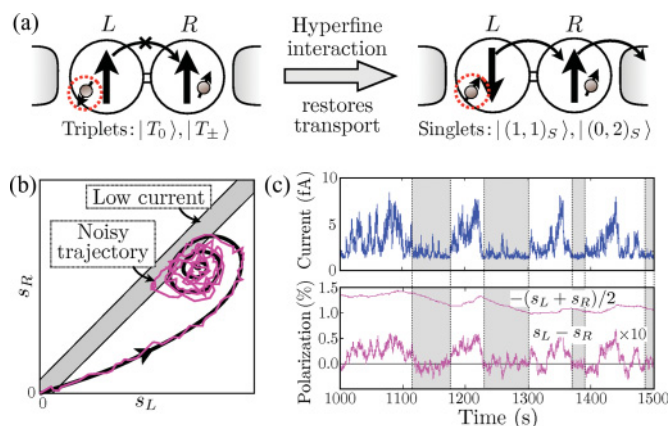 (a)
L R
Triplets: | T₀ ⟩, | T± ⟩
Hyperfine
interaction
restores
transport
L R
Singlets: | (1, 1)S ⟩, | (0, 2)S ⟩
(b)
Low current
Noisy
trajectory
sR
0
0
sL
(c)
Current (fA)
10
5
0
Polarization (%)
1.5
1.0
0.5
0.0
−(sL + sR)/2
sL − sR ×10
1000 1100 1200 1300 1400 1500
Time (s)